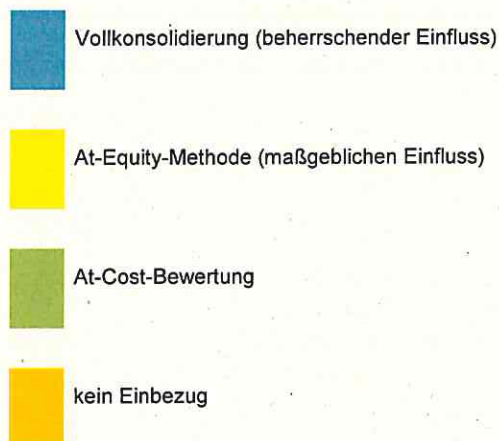 Vollkonsolidierung (beherrschender Einfluss)
At-Equity-Methode (maßgeblichen Einfluss)
At-Cost-Bewertung
kein Einbezug